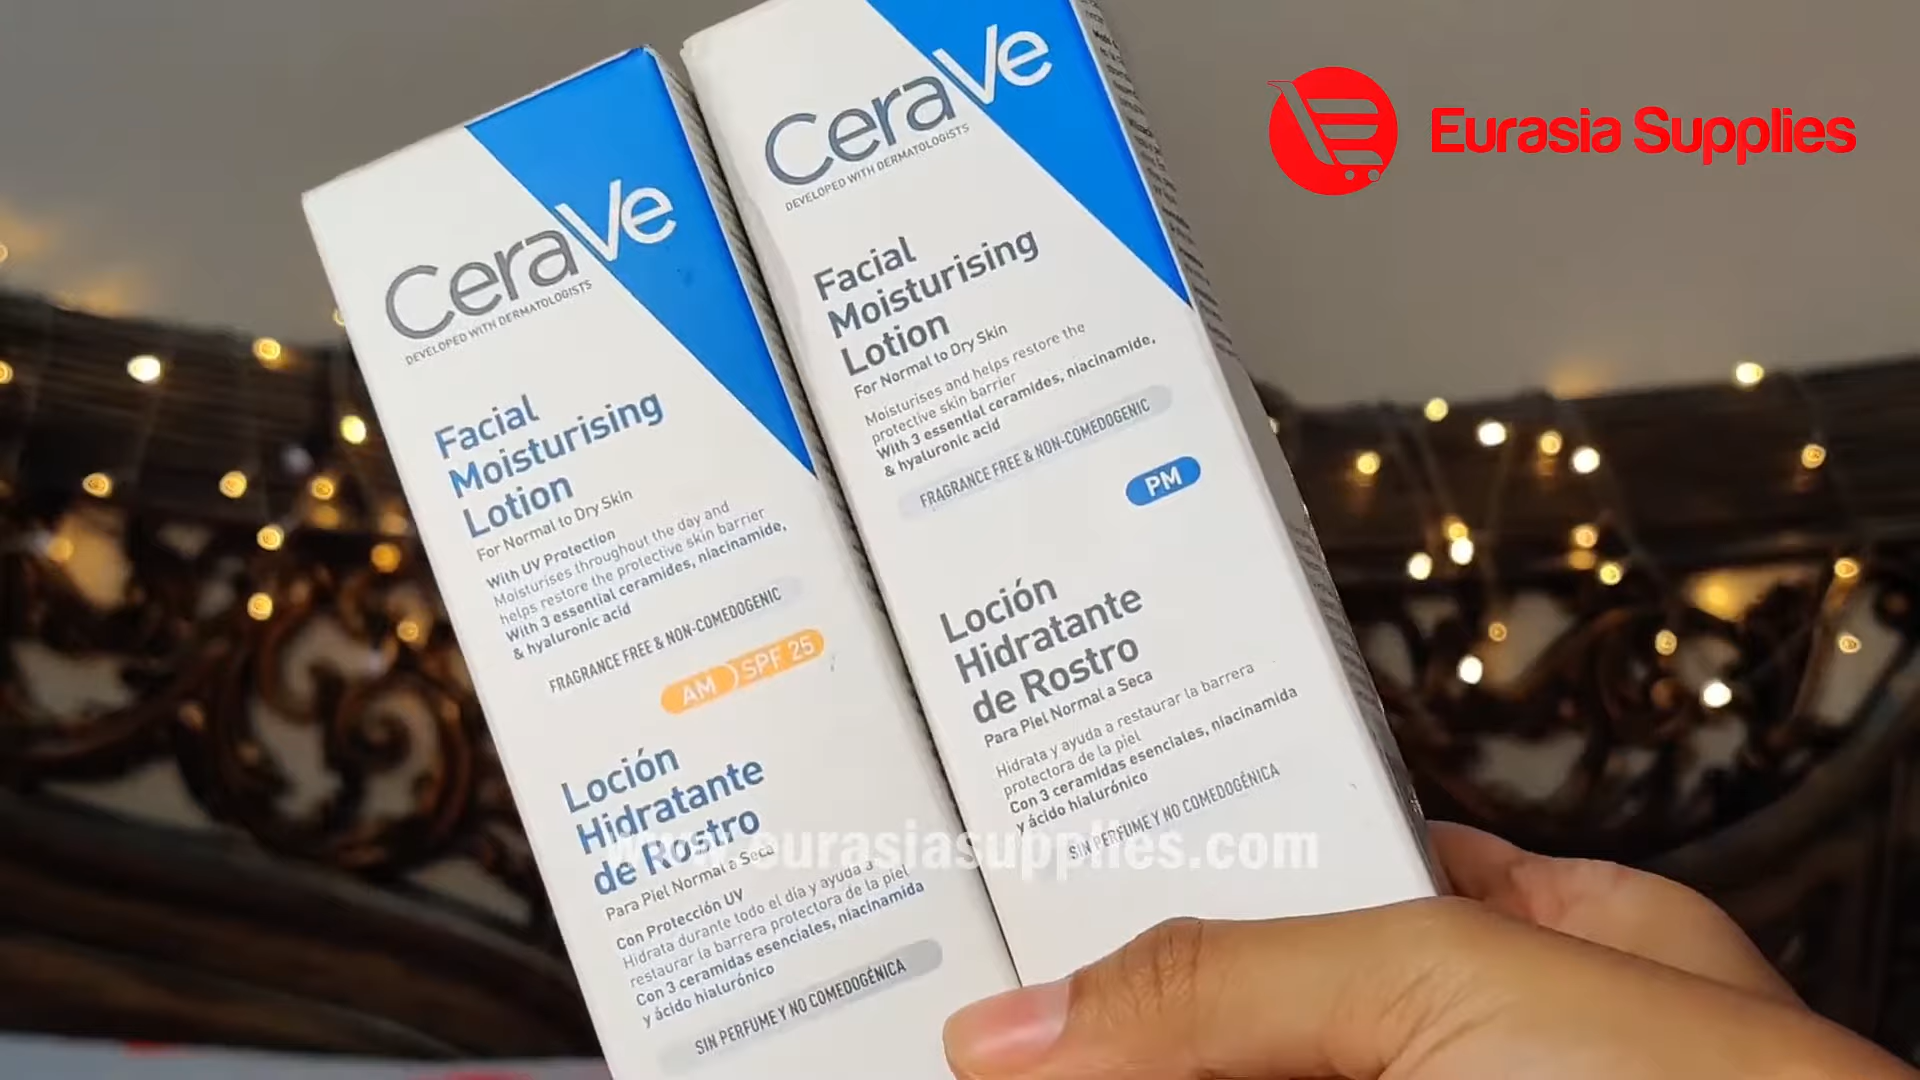 CeraVe
DEVELOPED WITH DERMATOLOGISTS
Facial
Moisturising
Lotion
For Normal to Dry Skin
With UV Protection
Moisturises throughout the day and
helps restore the protective skin barrier
With 3 essential ceramides, niacinamide,
& hyaluronic acid
FRAGRANCE FREE & NON-COMEDOGENIC
AM SPF 25
Loción
Hidratante
de Rostro
Para Piel Normal a Seca
Con Protección UV
Hidrata durante todo el día y ayuda a
restaurar la barrera protectora de la piel
Con 3 ceramidas esenciales, niacinamida
y ácido hialurónico
SIN PERFUME Y NO COMEDOGÉNICA
CeraVe
DEVELOPED WITH DERMATOLOGISTS
Facial
Moisturising
Lotion
For Normal to Dry Skin
Moisturises and helps restore the
protective skin barrier
With 3 essential ceramides, niacinamide,
& hyaluronic acid
FRAGRANCE FREE & NON-COMEDOGENIC
PM
Loción
Hidratante
de Rostro
Para Piel Normal a Seca
Hidrata y ayuda a restaurar la barrera
protectora de la piel
Con 3 ceramidas esenciales, niacinamida
y ácido hialurónico
SIN PERFUME Y NO COMEDOGÉNICA
Eurasia Supplies
www.eurasiasupplies.com